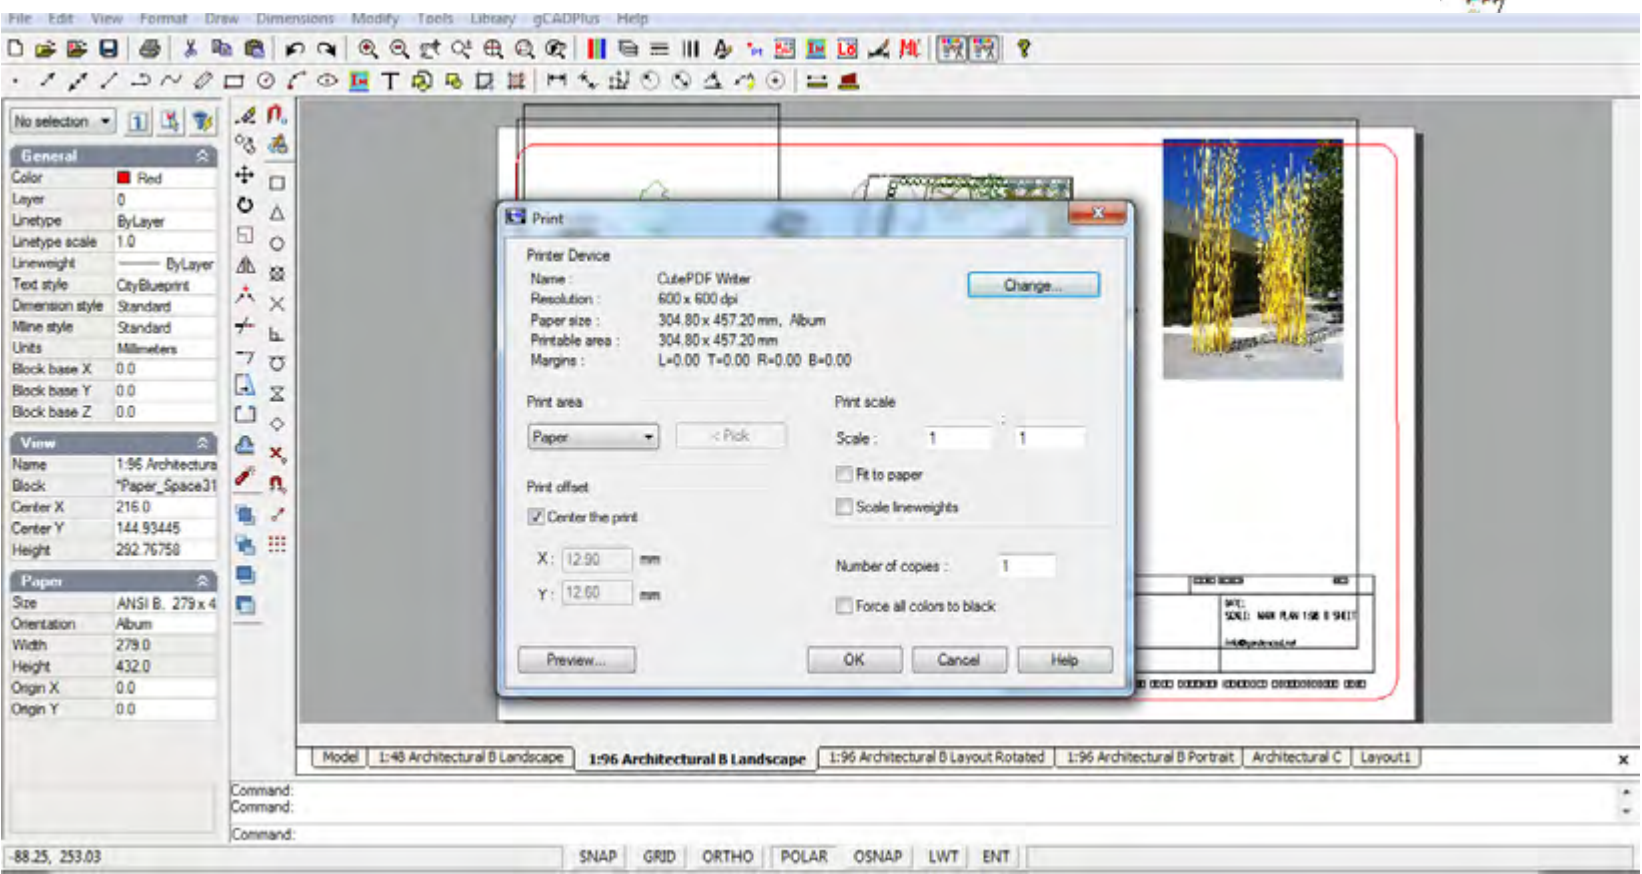 File Edit View Format Draw Dimensions Modify Tools Library gCADPlus Help
No selection
General
Color Red
Layer 0
Linetype ByLayer
Linetype scale 1.0
Lineweight ByLayer
Text style CityBlueprint
Dimension style Standard
Mline style Standard
Units Millimeters
Block base X 0.0
Block base Y 0.0
Block base Z 0.0
View
Name 1:96 Architectura
Block *Paper_Space31
Center X 216.0
Center Y 144.93445
Height 292.76758
Paper
Size ANSI B, 279 x 4
Orientation Album
Width 279.0
Height 432.0
Origin X 0.0
Origin Y 0.0
Print
Printer Device
Name : CutePDF Writer
Change...
Resolution : 600 x 600 dpi
Paper size : 304.80 x 457.20 mm, Album
Printable area : 304.80 x 457.20 mm
Margins : L=0.00 T=0.00 R=0.00 B=0.00
Print area
Paper
< Pick
Print scale
Scale : 1 : 1
Fit to paper
Scale lineweights
Print offset
Center the print
X : 12.90 mm
Y : 12.60 mm
Number of copies : 1
Force all colors to black
Preview...
OK
Cancel
Help
DATE:
SCALE: MAIN PLAN 1:96 B SHEET
Model 1:48 Architectural B Landscape 1:96 Architectural B Landscape 1:96 Architectural B Layout Rotated 1:96 Architectural B Portrait Architectural C Layout1
Command:
Command:
Command:
-88.25, 253.03
SNAP GRID ORTHO POLAR OSNAP LWT ENT